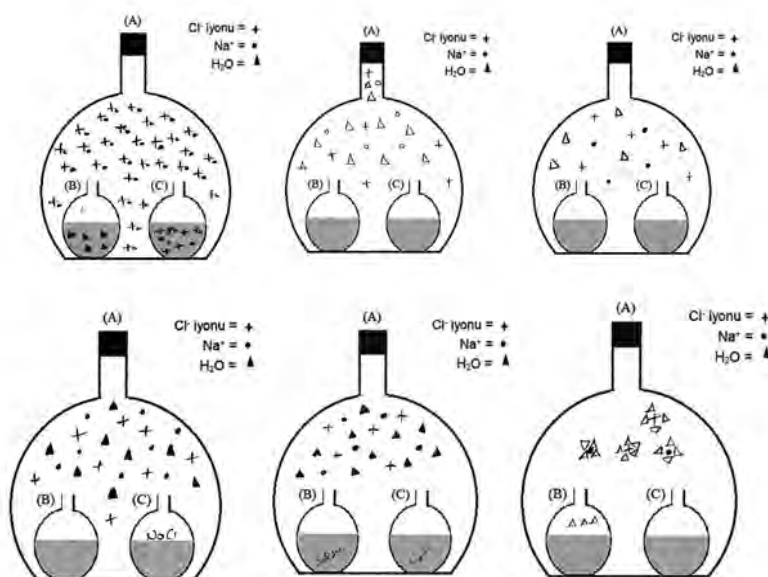 (A)
Cl⁻ iyonu =
Na⁺ =
H₂O =
(B)
(C)
(A)
Cl⁻ iyonu =
Na⁺ =
H₂O =
(B)
(C)
(A)
Cl⁻ iyonu =
Na⁺ =
H₂O =
(B)
(C)
(A)
Cl⁻ iyonu =
Na⁺ =
H₂O =
(B)
(C)
NaCl
(A)
Cl⁻ iyonu =
Na⁺ =
H₂O =
(B)
(C)
(A)
Cl⁻ iyonu =
Na⁺ =
H₂O =
(B)
(C)